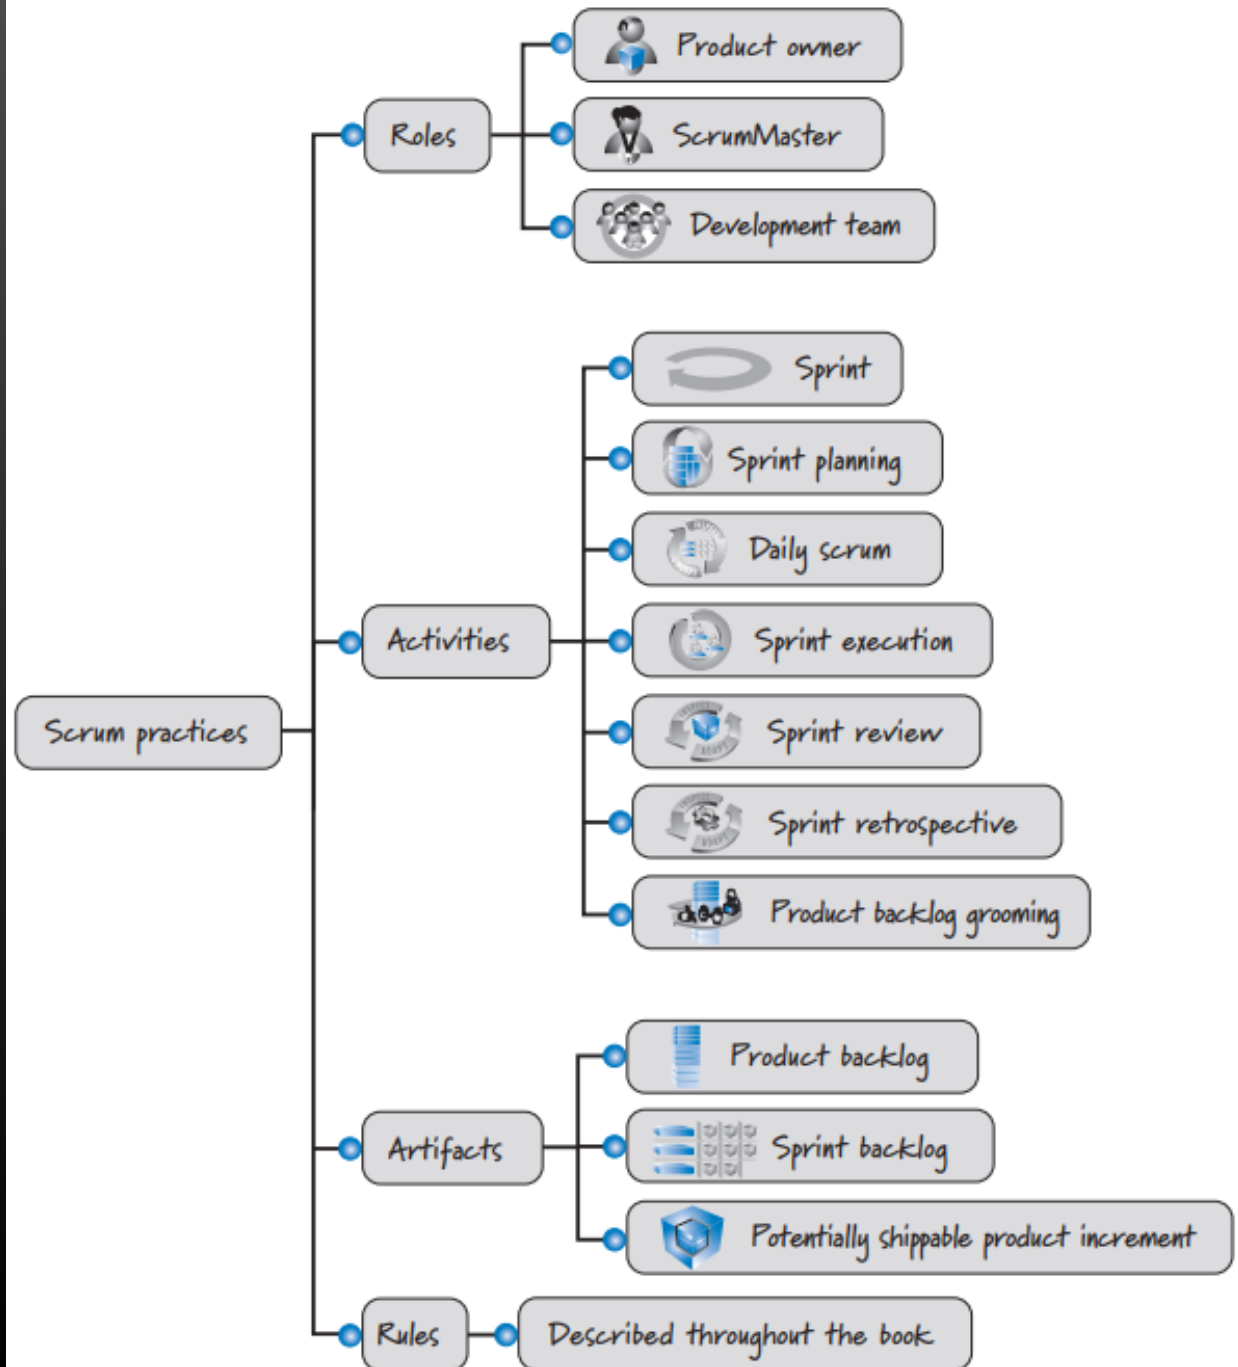 Product owner
Roles
ScrumMaster
Development team
Sprint
Sprint planning
Daily scrum
Activities
Sprint execution
Scrum practices
Sprint review
Sprint retrospective
Product backlog grooming
Product backlog
Artifacts
Sprint backlog
Potentially shippable product increment
Rules
Described throughout the book